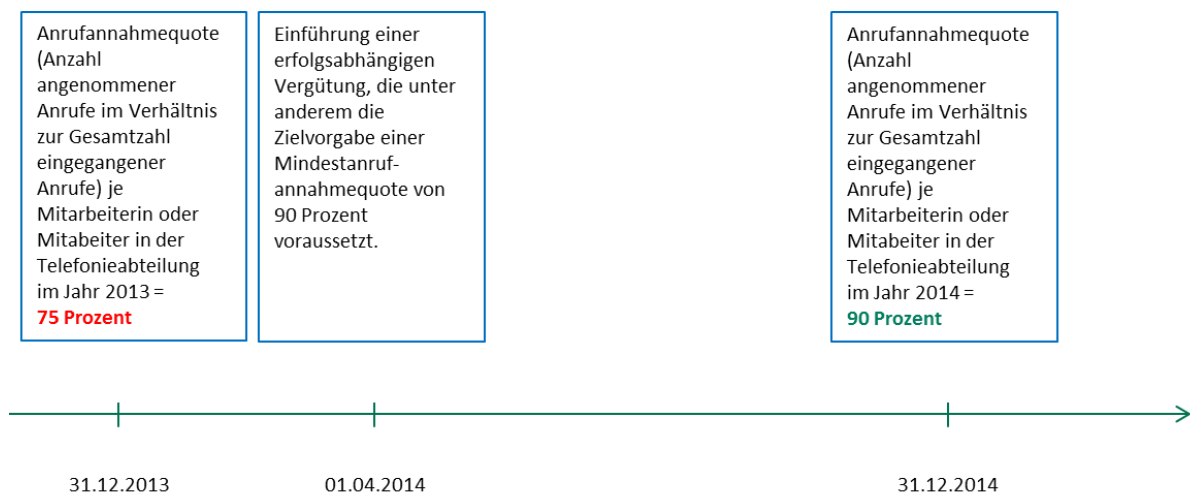 Anrufannahmequote
(Anzahl
angenommener
Anrufe im Verhältnis
zur Gesamtzahl
eingegangener
Anrufe) je
Mitarbeiterin oder
Mitabeiter in der
Telefonieabteilung
im Jahr 2013 =
75 Prozent
Einführung einer
erfolgsabhängigen
Vergütung, die unter
anderem die
Zielvorgabe einer
Mindestanruf-
annahmequote von
90 Prozent
voraussetzt.
Anrufannahmequote
(Anzahl
angenommener
Anrufe im Verhältnis
zur Gesamtzahl
eingegangener
Anrufe) je
Mitarbeiterin oder
Mitabeiter in der
Telefonieabteilung
im Jahr 2014 =
90 Prozent
31.12.2013
01.04.2014
31.12.2014